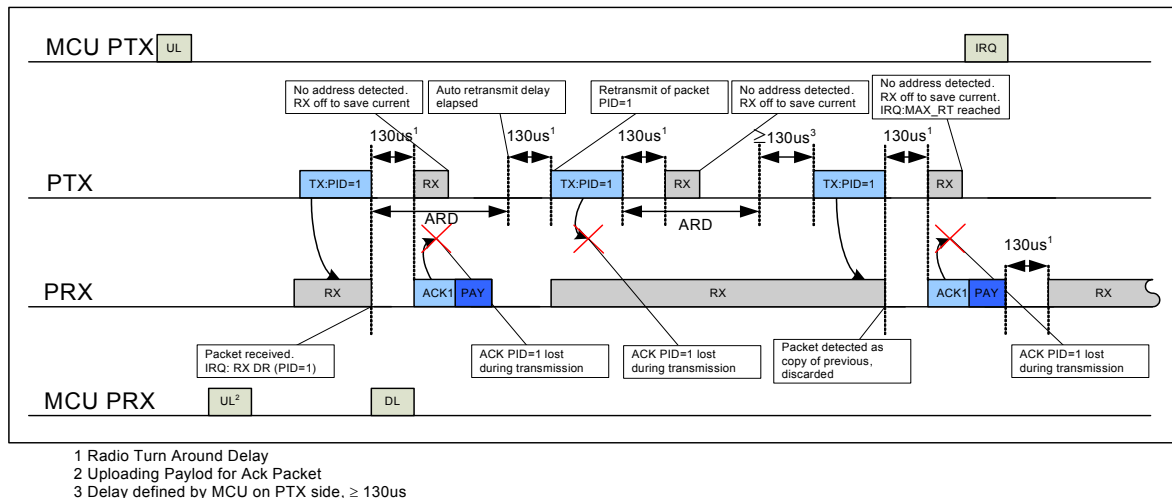 MCU PTX
UL
IRQ
No address detected.
RX off to save current
Auto retransmit delay
elapsed
Retransmit of packet
PID=1
No address detected.
RX off to save current
No address detected.
RX off to save current.
IRQ:MAX_RT reached
130us1
130us1
130us1
≥130us3
130us1
PTX
TX:PID=1
RX
TX:PID=1
RX
TX:PID=1
RX
ARD
ARD
130us1
PRX
RX
ACK1
PAY
RX
ACK1
PAY
RX
Packet received.
IRQ: RX DR (PID=1)
ACK PID=1 lost
during transmission
ACK PID=1 lost
during transmission
Packet detected as
copy of previous,
discarded
ACK PID=1 lost
during transmission
MCU PRX
UL2
DL
1 Radio Turn Around Delay
2 Uploading Paylod for Ack Packet
3 Delay defined by MCU on PTX side, ≥ 130us